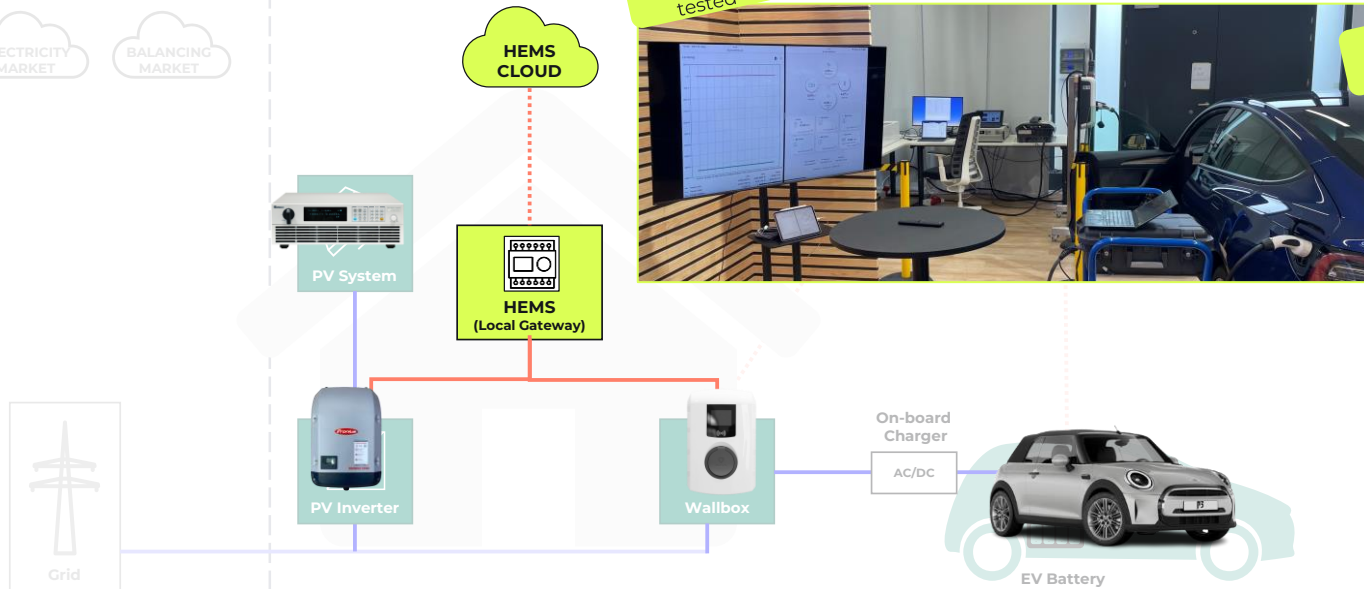 tested
BALANCING
MARKET
MARKET
HEMS
CLOUD
PV System
HEMS
(Local Gateway)
Fronius
PV Inverter
Wallbox
On-board
Charger
AC/DC
Grid
EV Battery